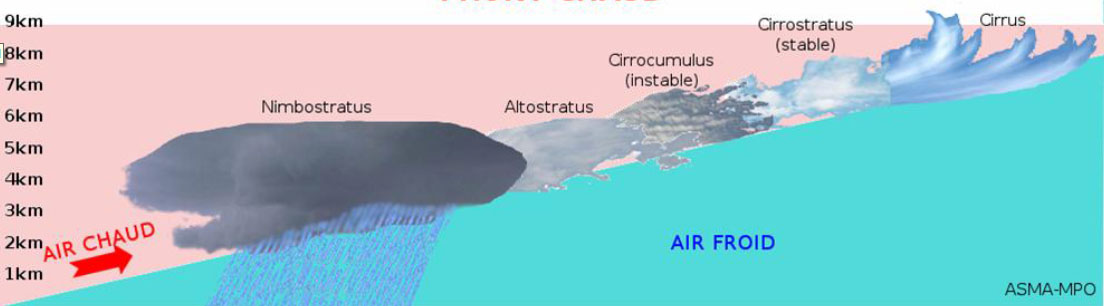 9km
8km
7km
6km
5km
4km
3km
2km
1km
Cirrus
Cirrostratus
(stable)
Cirrocumulus
(instable)
Altostratus
Nimbostratus
AIR CHAUD
AIR FROID
ASMA-MPO